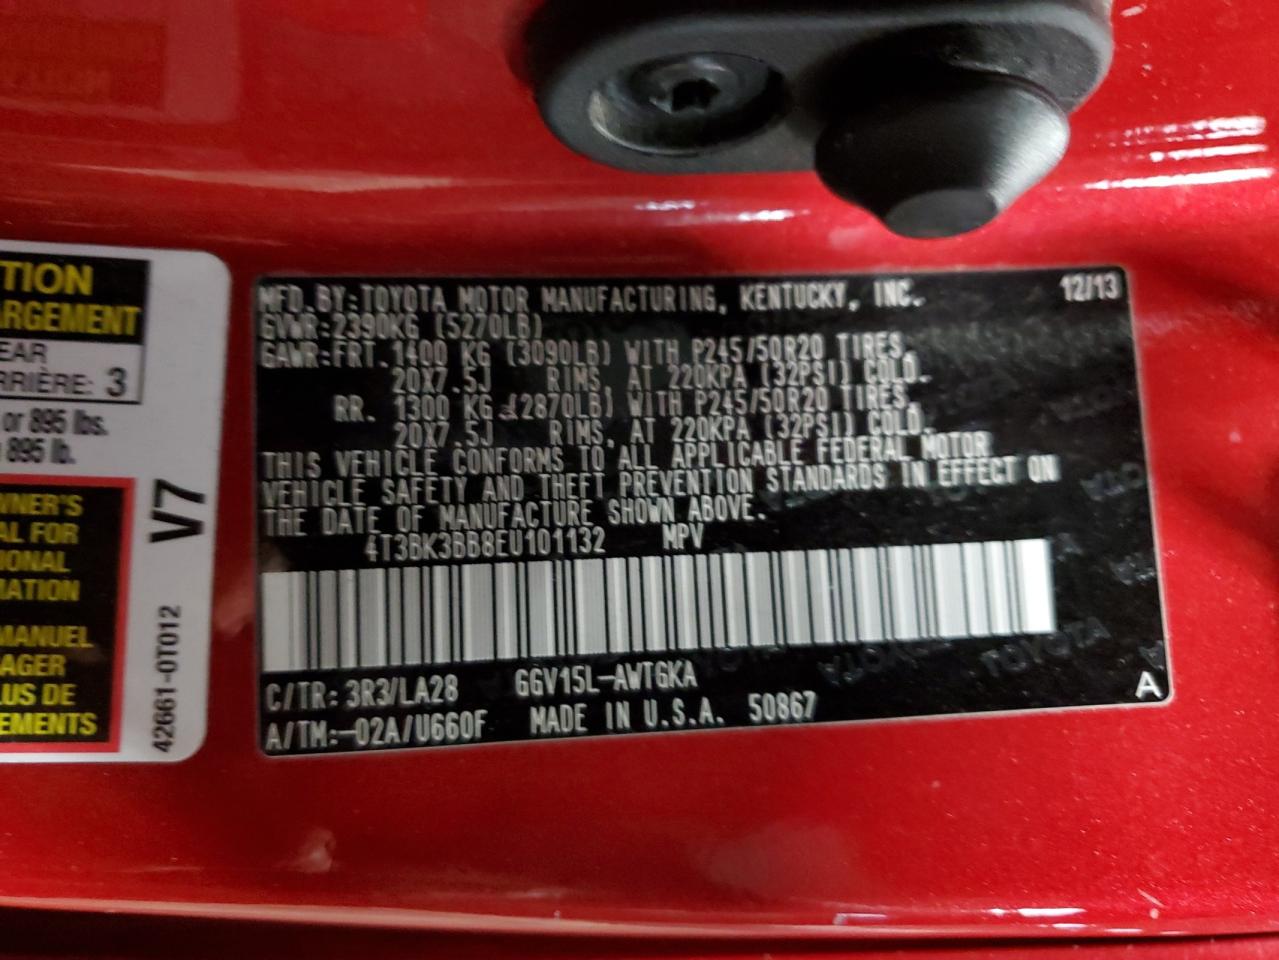 TION
ARGEMENT
EAR
RRIÈRE: 3
or 895 lbs.
895 lb.
WNER'S
AL FOR
IONAL
MATION
MANUEL
AGER
LUS DE
EMENTS
V7
42661-0T012
MFD. BY: TOYOTA MOTOR MANUFACTURING, KENTUCKY, INC. 12/13
GVWR: 2390KG (5270LB)
GAWR: FRT. 1400 KG (3090LB) WITH P245/50R20 TIRES,
20X7.5J RIMS, AT 220KPA (32PSI) COLD.
RR. 1300 KG (2870LB) WITH P245/50R20 TIRES,
20X7.5J RIMS, AT 220KPA (32PSI) COLD.
THIS VEHICLE CONFORMS TO ALL APPLICABLE FEDERAL MOTOR
VEHICLE SAFETY AND THEFT PREVENTION STANDARDS IN EFFECT ON
THE DATE OF MANUFACTURE SHOWN ABOVE.
4T3BK3BB8EU101132 MPV
C/TR: 3R3/LA28 GGV15L-AWTGKA
A/TM:-02A/U660F MADE IN U.S.A. 50867
A